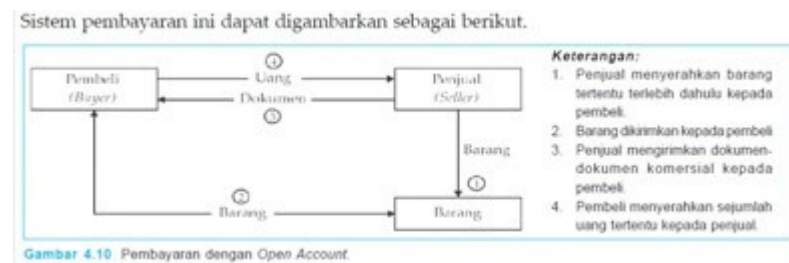 Sistem pembayaran ini dapat digambarkan sebagai berikut.
4
Pembeli
(Buyer)
Uang
Penjual
(Seller)
Dokumen
3
Barang
1
2
Barang
Barang
Keterangan:
1. Penjual menyerahkan barang
tertentu terlebih dahulu kepada
pembeli.
2. Barang dikirimkan kepada pembeli
3. Penjual mengirimkan dokumen-
dokumen komersial kepada
pembeli.
4. Pembeli menyerahkan sejumlah
uang tertentu kepada penjual.
Gambar 4.10 Pembayaran dengan Open Account.